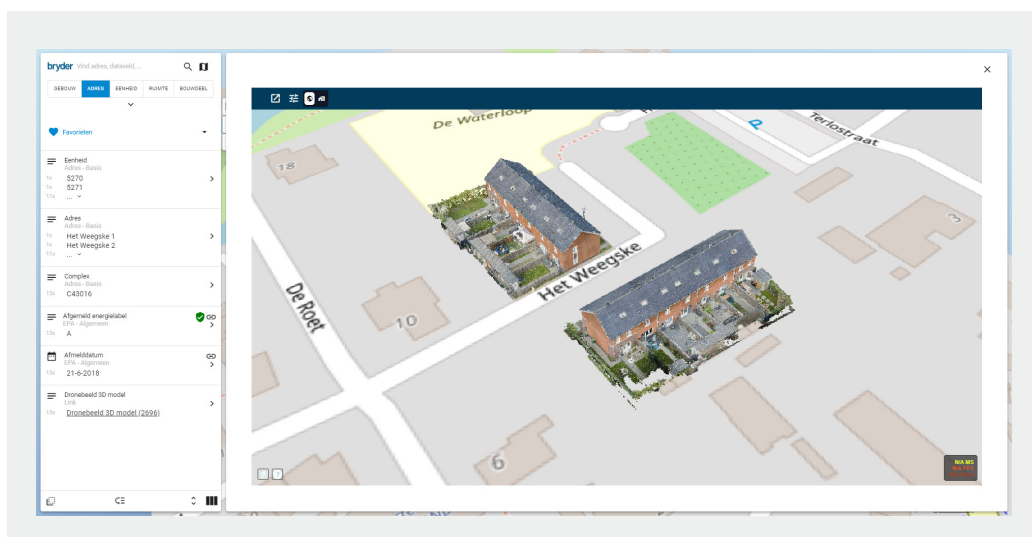 bryder Vind adres, dataveld, ...
GEBOUW ADRES EENHEID RUIMTE BOUWDEEL
Favorieten
Eenheid
Adres - Basis
1x 5270
1x 5271
11x ...
Adres
Adres - Basis
1x Het Weegske 1
1x Het Weegske 2
11x ...
Complex
Adres - Basis
13x C43016
Afgemeld energielabel
EPA - Algemeen
13x A
Afmelddatum
EPA - Algemeen
13x 21-6-2018
Dronebeeld 3D model
Link
13x Dronebeeld 3D model (2696)
De Waterloop
Terlostraat
P
18
3
Het Weegske
De Roet
10
6
N/A MS